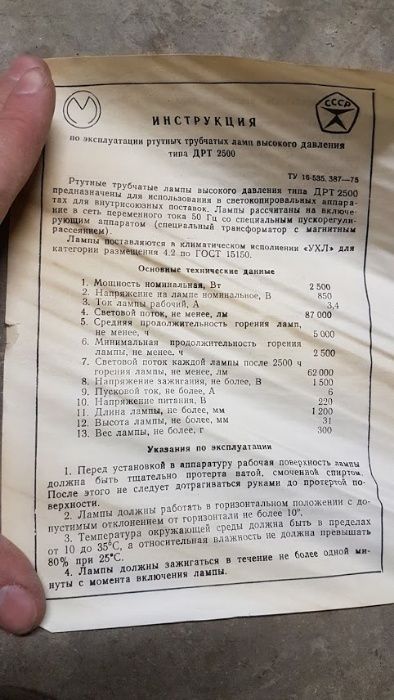 СССР
ИНСТРУКЦИЯ
по эксплуатации ртутных трубчатых ламп высокого давления
типа ДРТ 2500
ТУ 16-535. 387—75
Ртутные трубчатые лампы высокого давления типа ДРТ 2500
предназначены для использования в светокопировальных аппара-
тах для внутрисоюзных поставок. Лампы рассчитаны на включе-
ние в сеть переменного тока 50 Гц со специальным пускорегули-
рующим аппаратом (специальный трансформатор с магнитным
рассеянием).
Лампы поставляются в климатическом исполнении «УХЛ» для
категории размещения 4.2 по ГОСТ 15150.
Основные технические данные
1. Мощность номинальная, Вт 2 500
2. Напряжение на лампе номинальное, В 850
3. Ток лампы рабочий, А 3,4
4. Световой поток, не менее, лм 87 000
5. Средняя продолжительность горения ламп,
не менее, ч 5 000
6. Минимальная продолжительность горения
лампы, не менее, ч 2 500
7. Световой поток каждой лампы после 2500 ч
горения лампы, не менее, лм 62 000
8. Напряжение зажигания, не более, В 1 500
9. Пусковой ток, не более, А 6
10. Напряжение питания, В 220
11. Длина лампы, не более, мм 1 200
12. Высота лампы, не более, мм 31
13. Вес лампы, не более, г 300
Указания по эксплуатации
1. Перед установкой в аппаратуру рабочая поверхность лампы
должна быть тщательно протерта ватой, смоченной спиртом.
После этого не следует дотрагиваться руками до протертой по-
верхности.
2. Лампы должны работать в горизонтальном положении с до-
пустимым отклонением от горизонтали не более 10°.
3. Температура окружающей среды должна быть в пределах
от 10 до 35°С, а относительная влажность не должна превышать
80% при 25°С.
4. Лампы должны зажигаться в течение не более одной ми-
нуты с момента включения лампы.